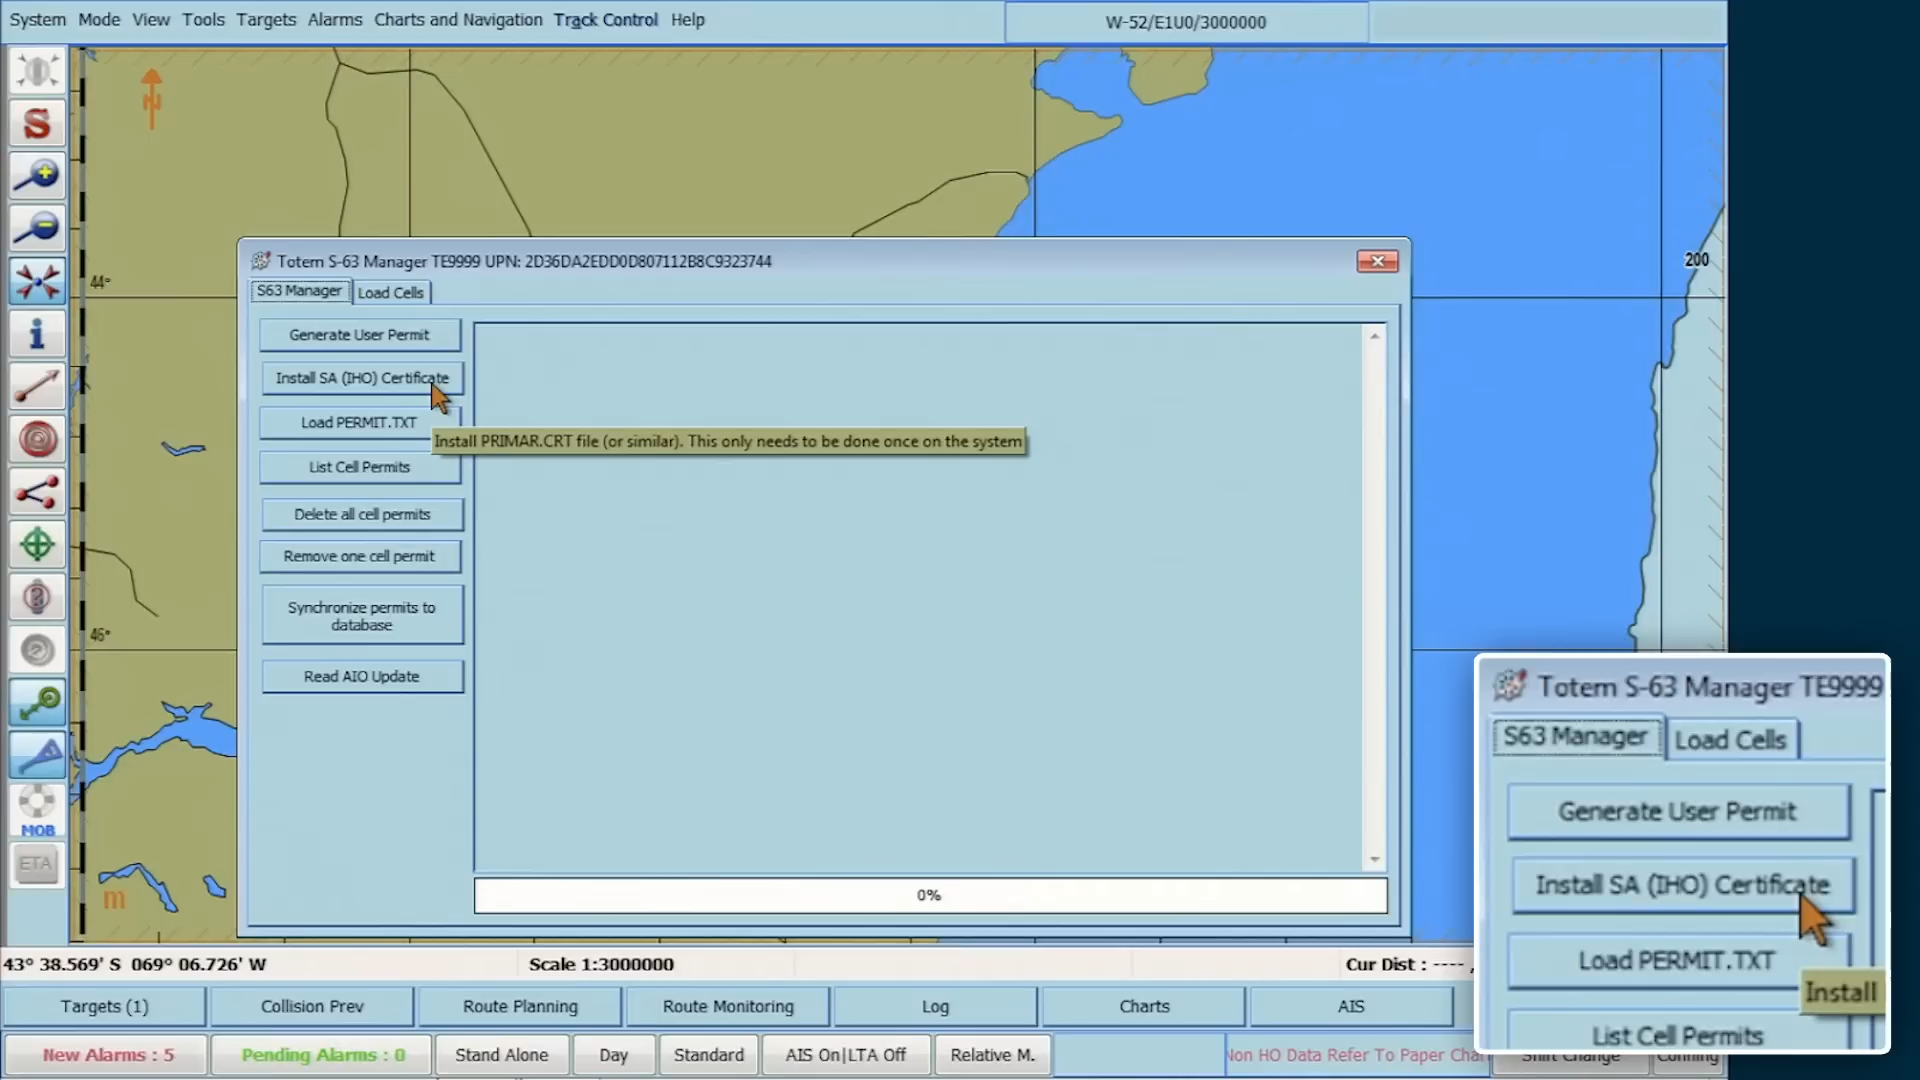 System Mode View Tools Targets Alarms Charts and Navigation Track Control Help
W-52/E1U0/3000000
N
S
200
44°
46°
m
MOB
ETA
Totem S-63 Manager TE9999 UPN: 2D36DA2EDD0D807112B8C9323744
S63 Manager Load Cells
Generate User Permit
Install SA (IHO) Certificate
Load PERMIT.TXT
Install PRIMAR.CRT file (or similar). This only needs to be done once on the system
List Cell Permits
Delete all cell permits
Remove one cell permit
Synchronize permits to
database
Read AIO Update
0%
Totem S-63 Manager TE9999
S63 Manager Load Cells
Generate User Permit
Install SA (IHO) Certificate
Load PERMIT.TXT
Install
List Cell Permits
43° 38.569' S 069° 06.726' W Scale 1:3000000 Cur Dist : ---- ,
Targets (1) Collision Prev Route Planning Route Monitoring Log Charts AIS
New Alarms : 5 Pending Alarms : 0 Stand Alone Day Standard AIS On|LTA Off Relative M. Non HO Data Refer To Paper Char Shift Change Conning